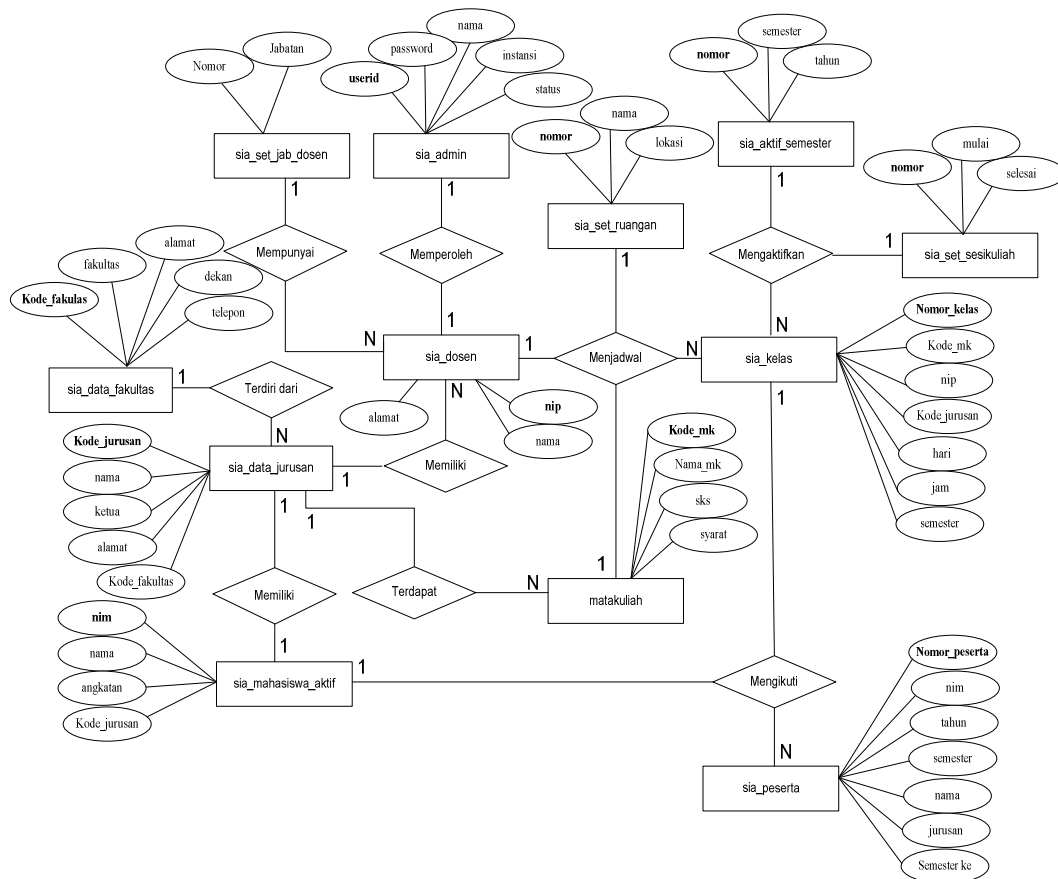 nama
semester
Jabatan
password
Nomor
instansi
nomor
tahun
userid
status
nama
mulai
nomor
lokasi
sia_set_jab_dosen
sia_admin
sia_aktif_semester
nomor
selesai
1
1
1
sia_set_ruangan
alamat
Mempunyai
Memperoleh
1
Mengaktifkan
1
sia_set_sesikuliah
fakultas
dekan
Kode_fakulas
telepon
Nomor_kelas
N
1
N
sia_dosen
1
Menjadwal
N
sia_kelas
Kode_mk
sia_data_fakultas
1
Terdiri dari
nip
N
1
alamat
nip
Kode_jurusan
N
nama
Kode_mk
Kode_jurusan
sia_data_jurusan
1
Memiliki
hari
nama
Nama_mk
jam
ketua
1
1
sks
semester
alamat
syarat
Kode_fakultas
1
Memiliki
Terdapat
N
matakuliah
nim
nama
1
Nomor_peserta
angkatan
sia_mahasiswa_aktif
1
Mengikuti
nim
Kode_jurusan
tahun
N
semester
sia_peserta
nama
jurusan
Semester ke